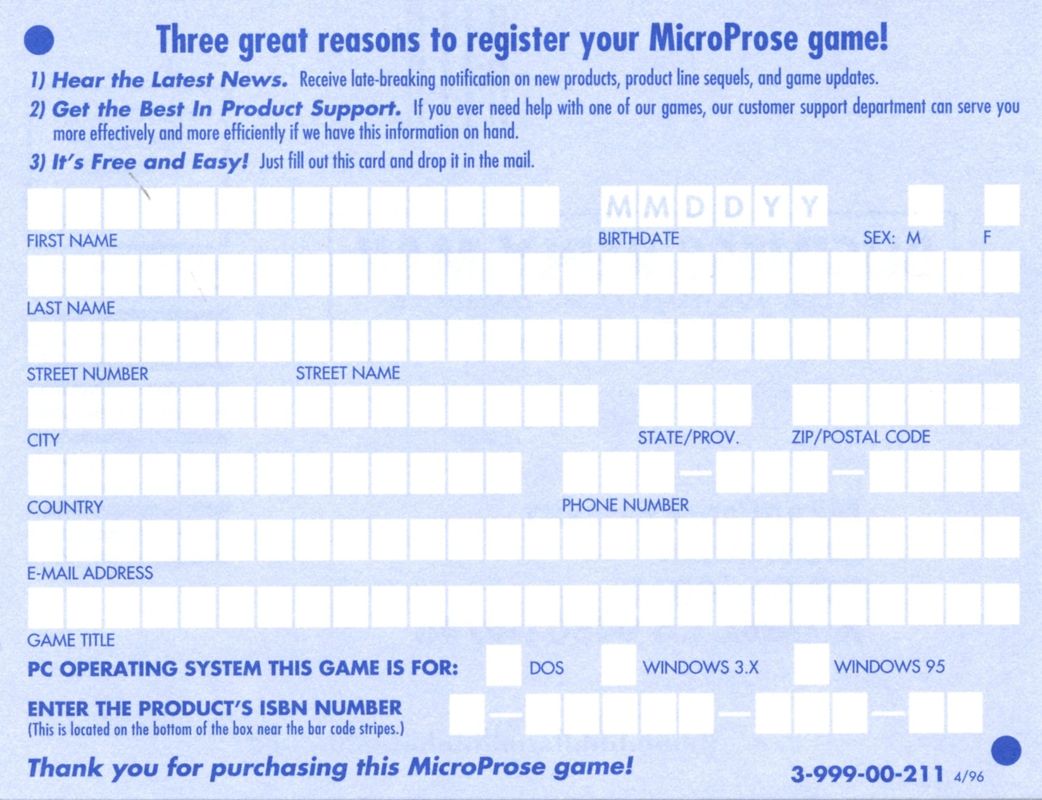 Three great reasons to register your MicroProse game!
1) Hear the Latest News. Receive late-breaking notification on new products, product line sequels, and game updates.
2) Get the Best In Product Support. If you ever need help with one of our games, our customer support department can serve you
more effectively and more efficiently if we have this information on hand.
3) It's Free and Easy! Just fill out this card and drop it in the mail.
M M D D Y Y
FIRST NAME BIRTHDATE SEX: M F
LAST NAME
STREET NUMBER STREET NAME
CITY STATE/PROV. ZIP/POSTAL CODE
COUNTRY PHONE NUMBER
E-MAIL ADDRESS
GAME TITLE
PC OPERATING SYSTEM THIS GAME IS FOR: DOS WINDOWS 3.X WINDOWS 95
ENTER THE PRODUCT'S ISBN NUMBER
(This is located on the bottom of the box near the bar code stripes.)
Thank you for purchasing this MicroProse game!
3-999-00-211 4/96